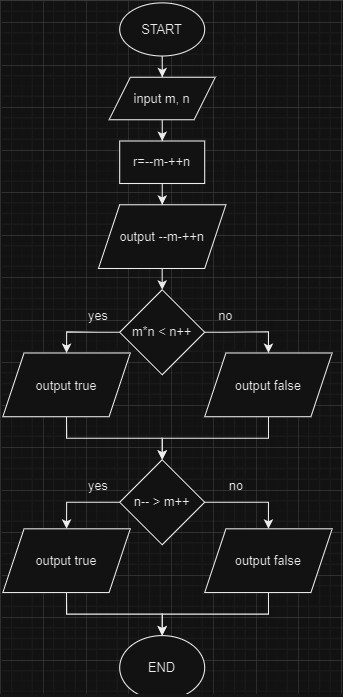 START
input m, n
r=--m-++n
output --m-++n
yes
no
m*n < n++
output true
output false
yes
no
n-- > m++
output true
output false
END